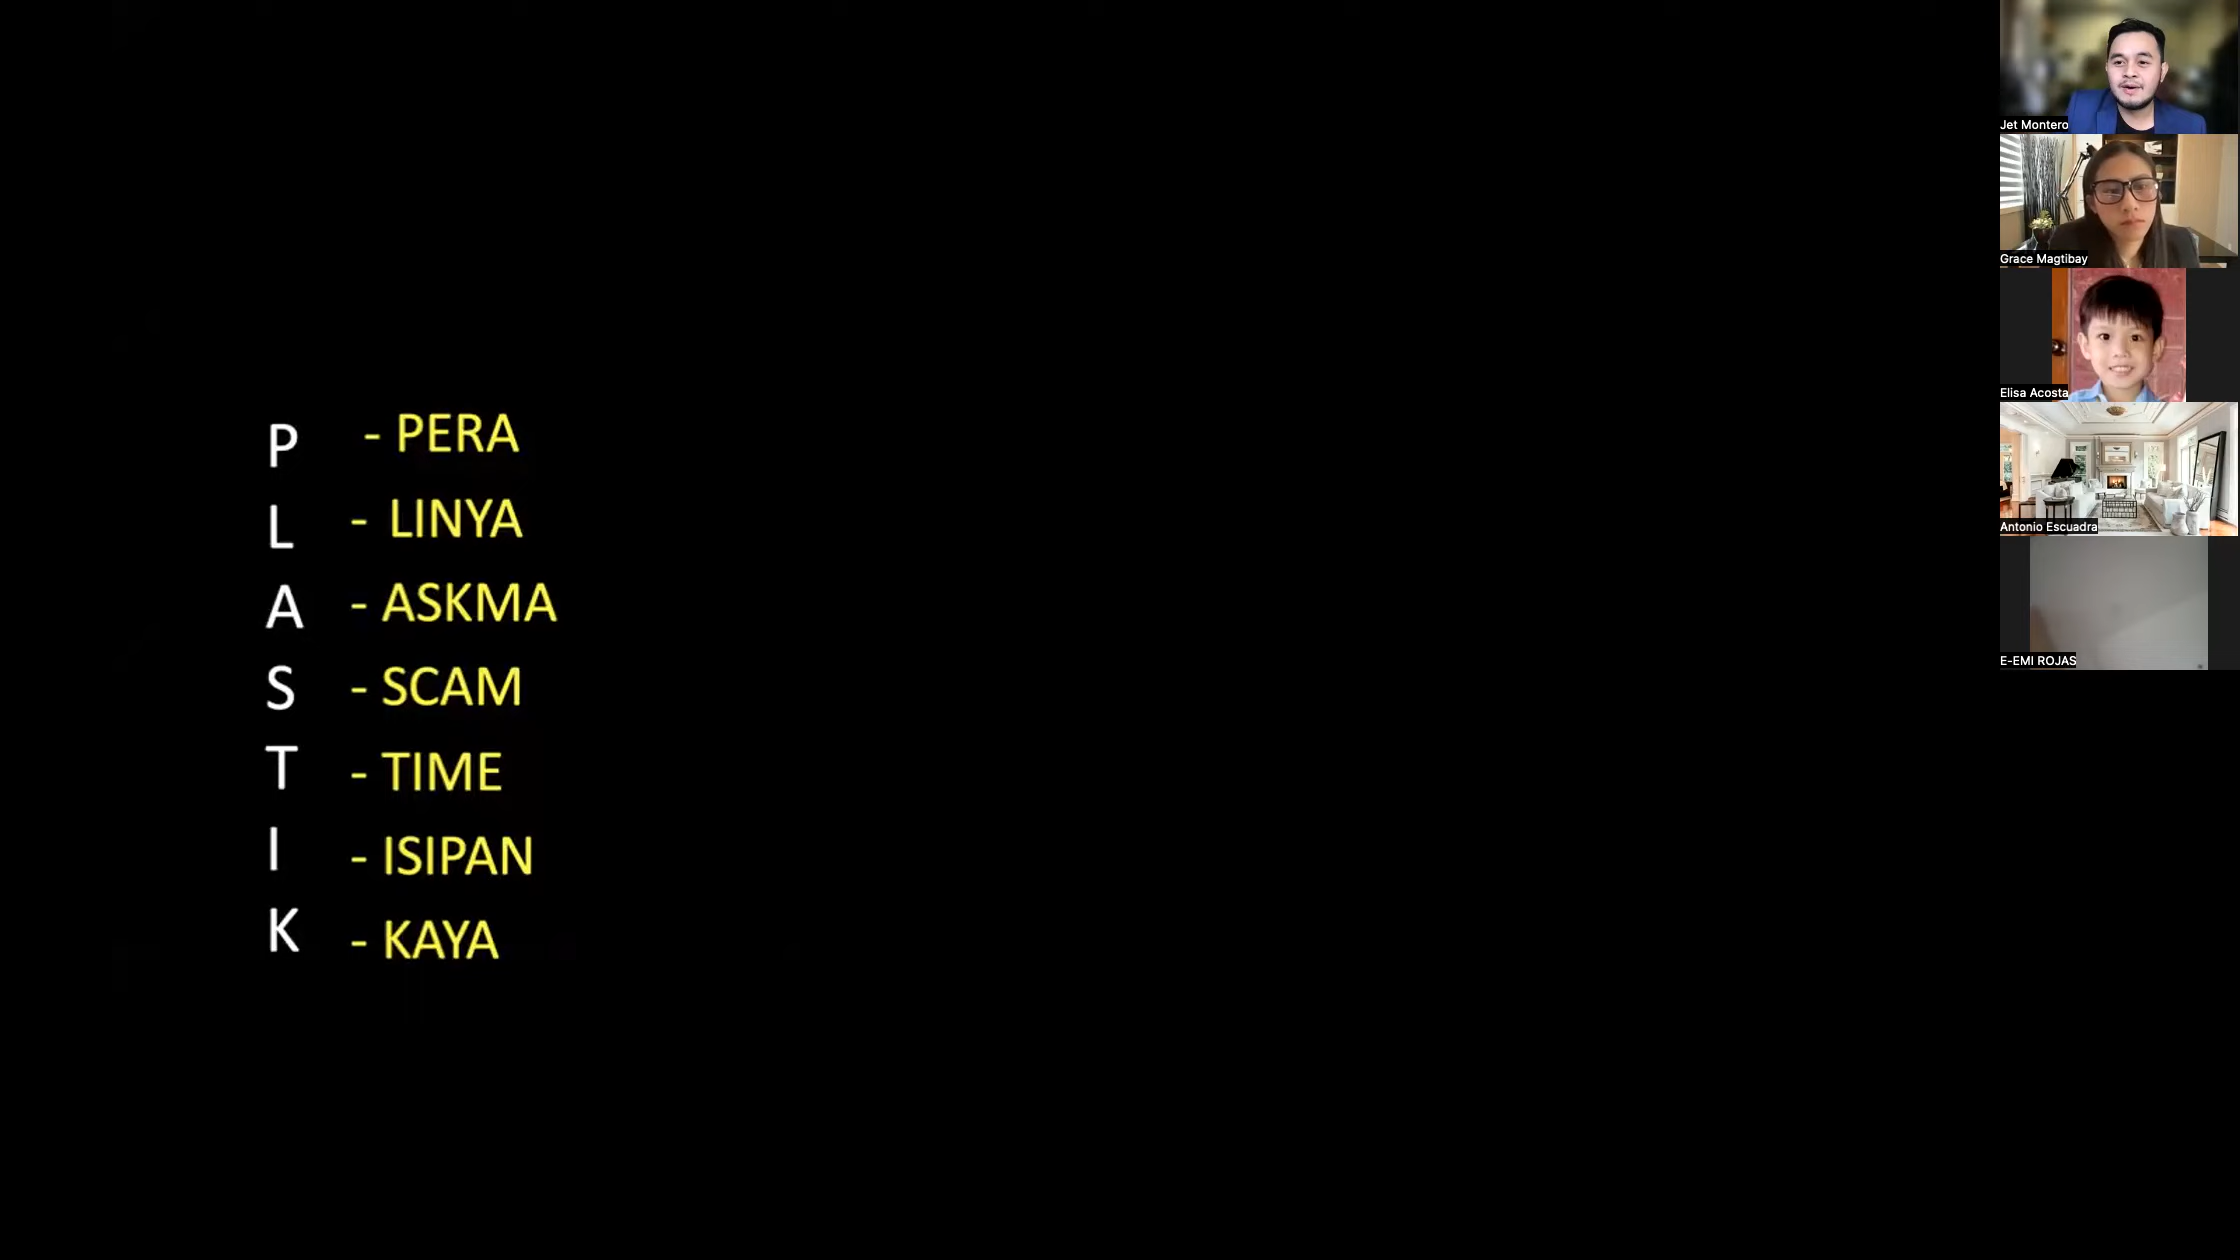 P - PERA
L - LINYA
A - ASKMA
S - SCAM
T - TIME
I - ISIPAN
K - KAYA
Jet Montero
Grace Magtibay
Elisa Acosta
Antonio Escuadra
E-EMI ROJAS